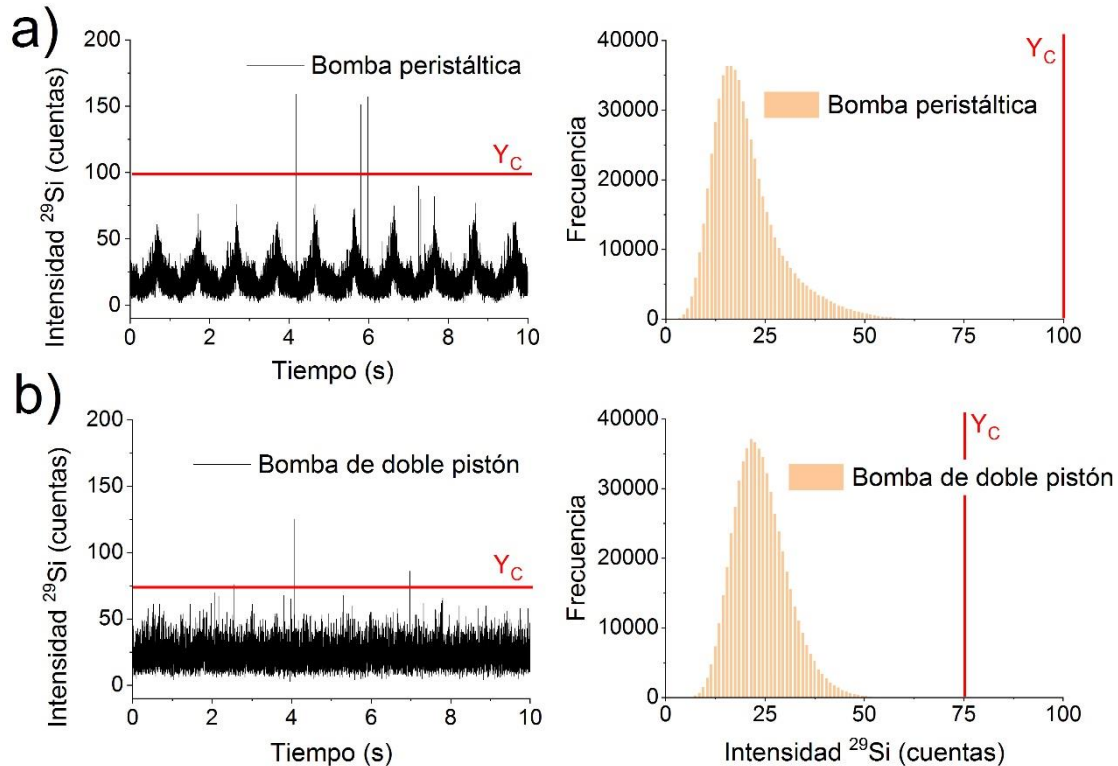 a)
200
150
100
50
0
Intensidad ²⁹Si (cuentas)
Bomba peristáltica
Y_C
0 2 4 6 8 10
Tiempo (s)
40000
30000
20000
10000
0
Frecuencia
Y_C
Bomba peristáltica
0 25 50 75 100
b)
200
150
100
50
0
Intensidad ²⁹Si (cuentas)
Bomba de doble pistón
Y_C
0 2 4 6 8 10
Tiempo (s)
40000
30000
20000
10000
0
Frecuencia
Y_C
Bomba de doble pistón
0 25 50 75 100
Intensidad ²⁹Si (cuentas)